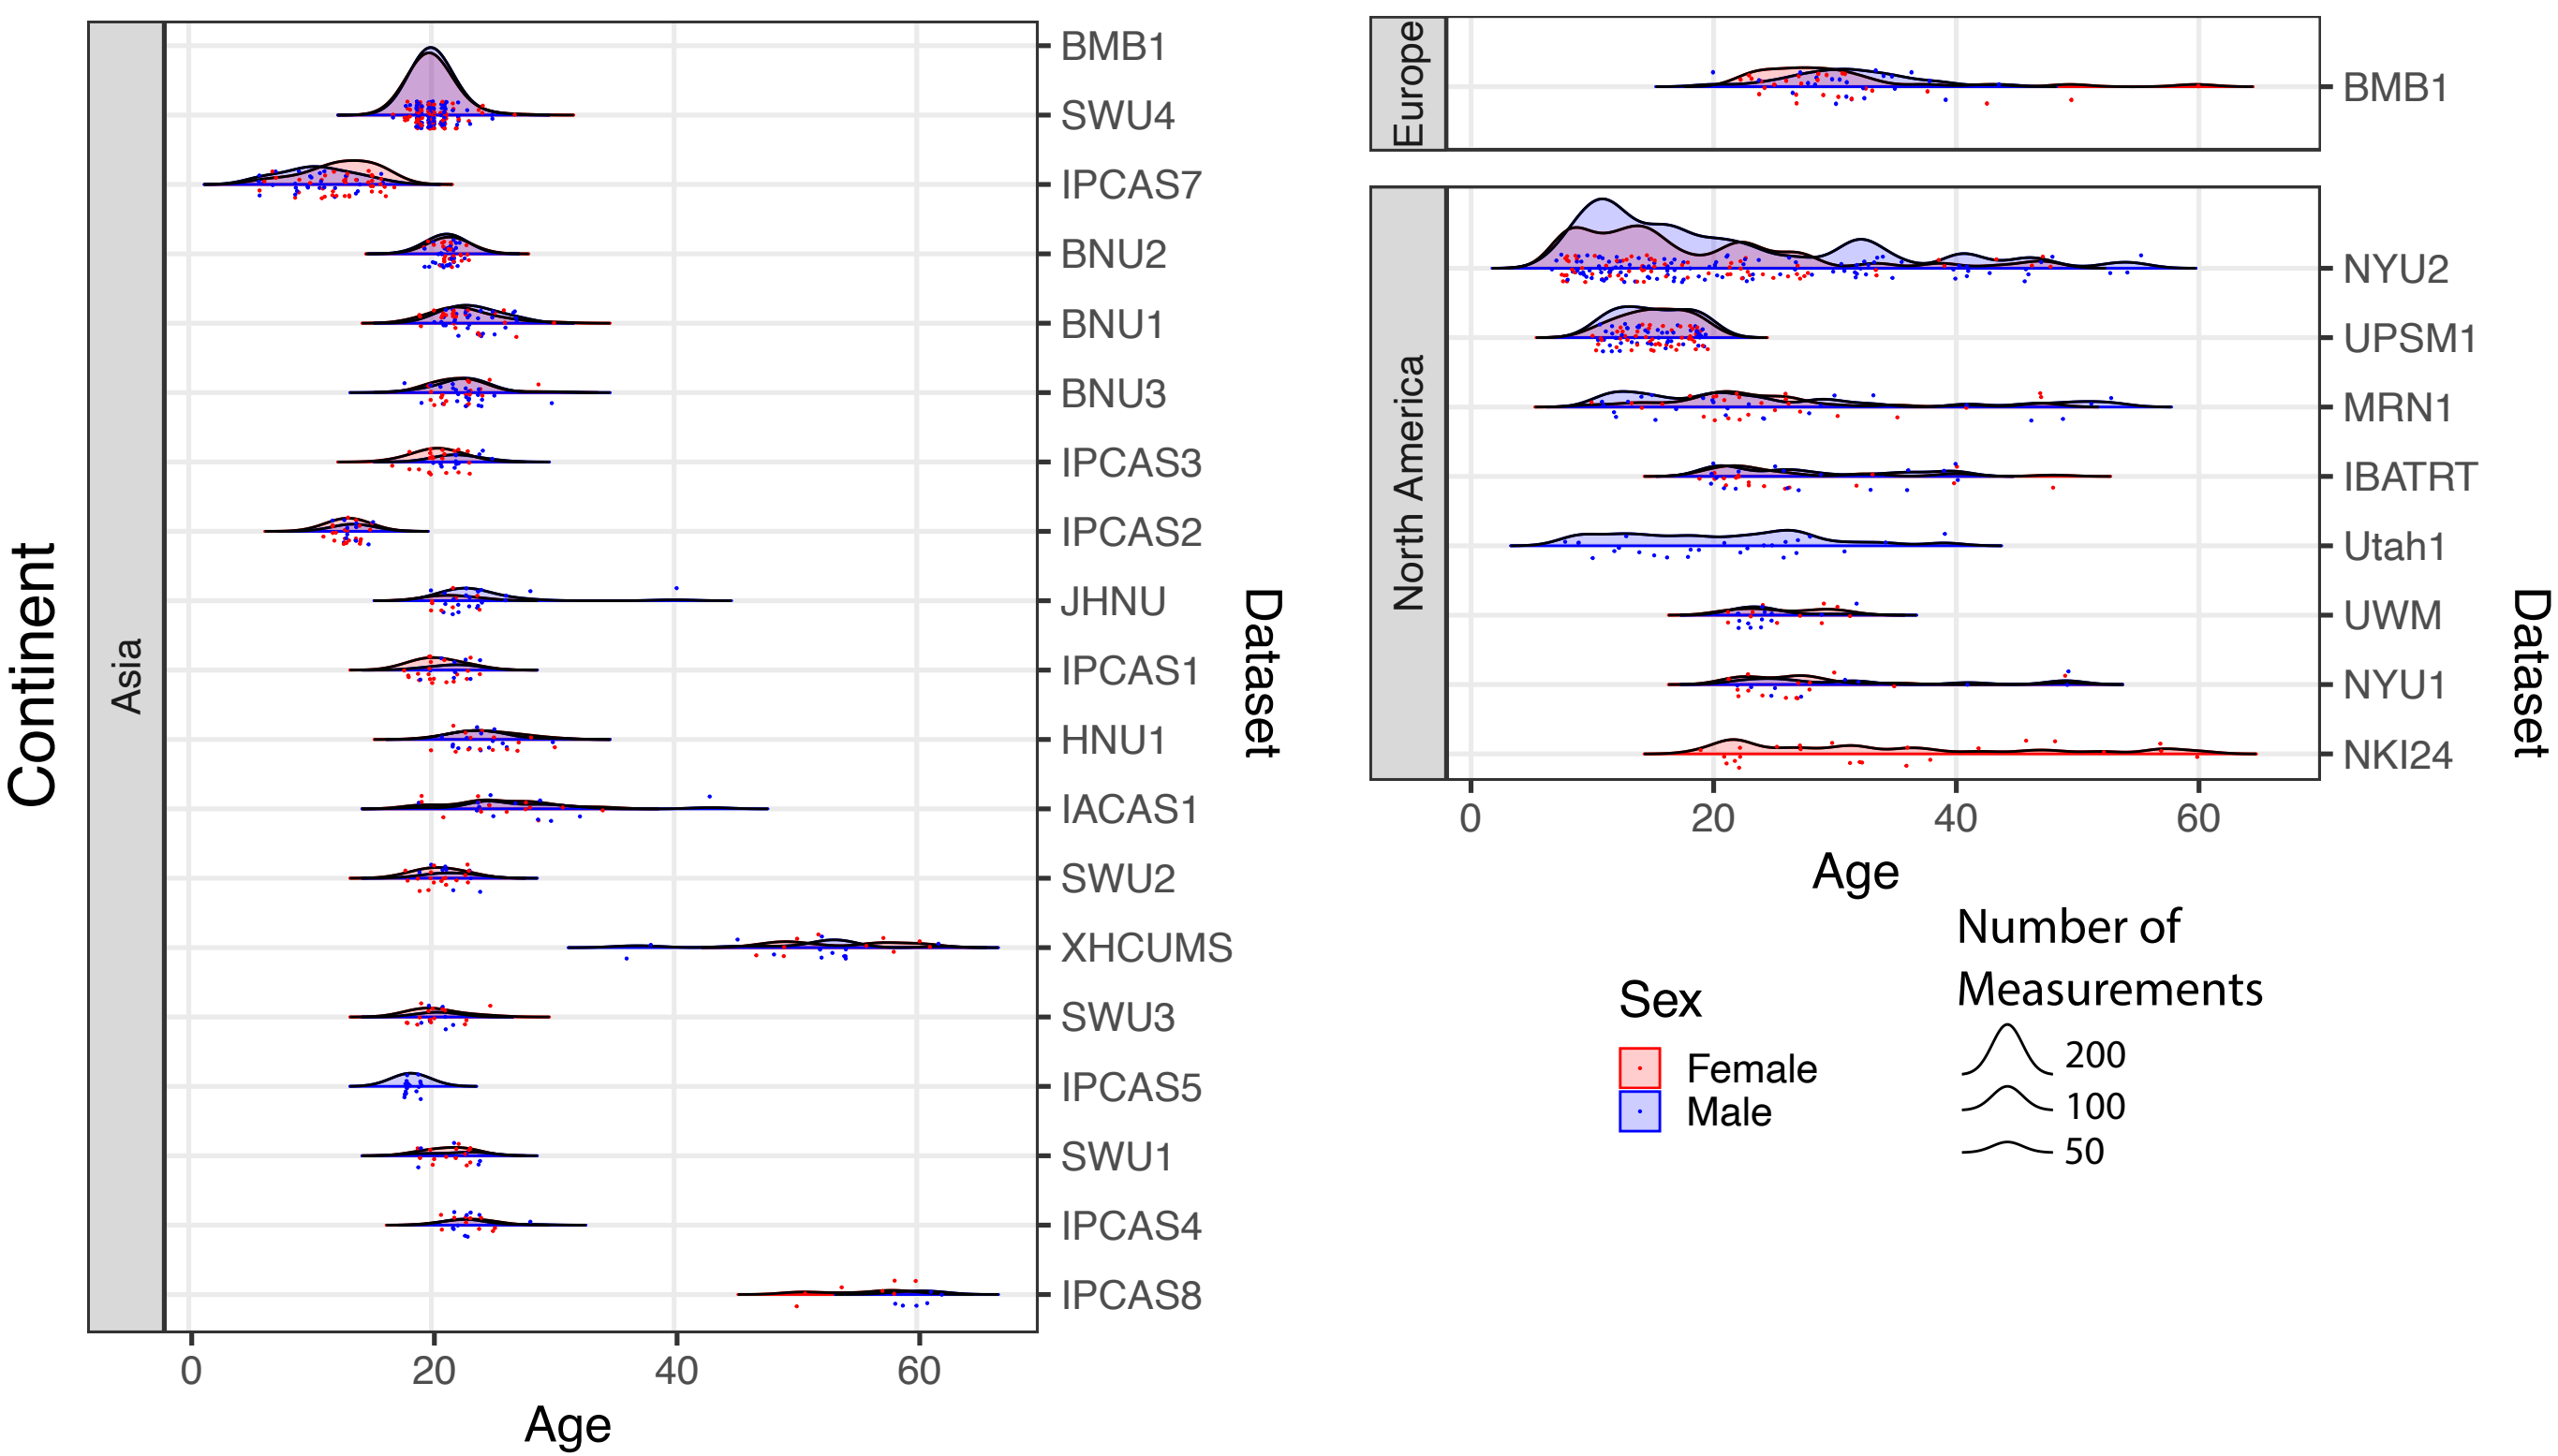 Continent
Asia
BMB1
SWU4
IPCAS7
BNU2
BNU1
BNU3
IPCAS3
IPCAS2
JHNU
IPCAS1
HNU1
IACAS1
SWU2
XHCUMS
SWU3
IPCAS5
SWU1
IPCAS4
IPCAS8
Dataset
0 20 40 60
Age
Europe
BMB1
North America
NYU2
UPSM1
MRN1
IBATRT
Utah1
UWM
NYU1
NKI24
Dataset
0 20 40 60
Age
Sex
Female
Male
Number of
Measurements
200
100
50